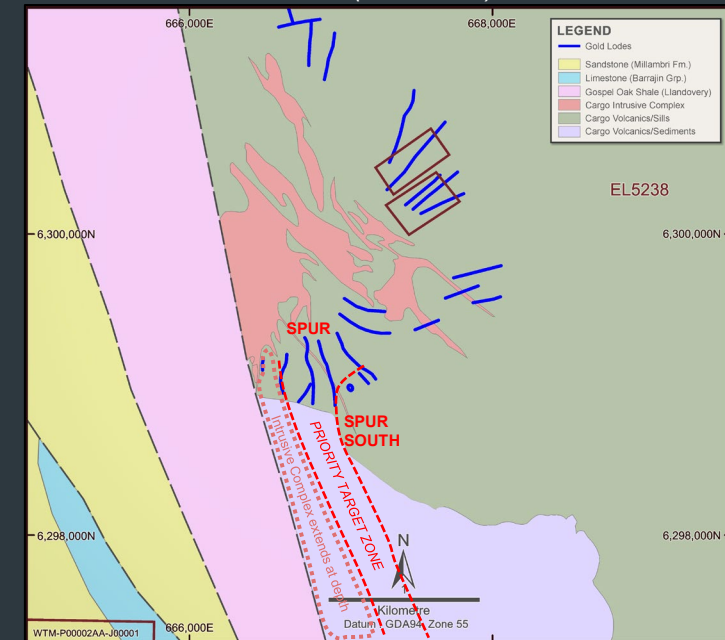 666,000E
668,000E
LEGEND
Gold Lodes
Sandstone (Millambri Fm.)
Limestone (Barrajin Grp.)
Gospel Oak Shale (Llandovery)
Cargo Intrusive Complex
Cargo Volcanics/Sills
Cargo Volcanics/Sediments
EL5238
6,300,000N
6,300,000N
SPUR
SPUR
SOUTH
PRIORITY TARGET ZONE
Intrusive Complex extends at depth
6,298,000N
6,298,000N
N
Kilometre
Datum: GDA94, Zone 55
666,000E
WTM-P00002AA-J00001